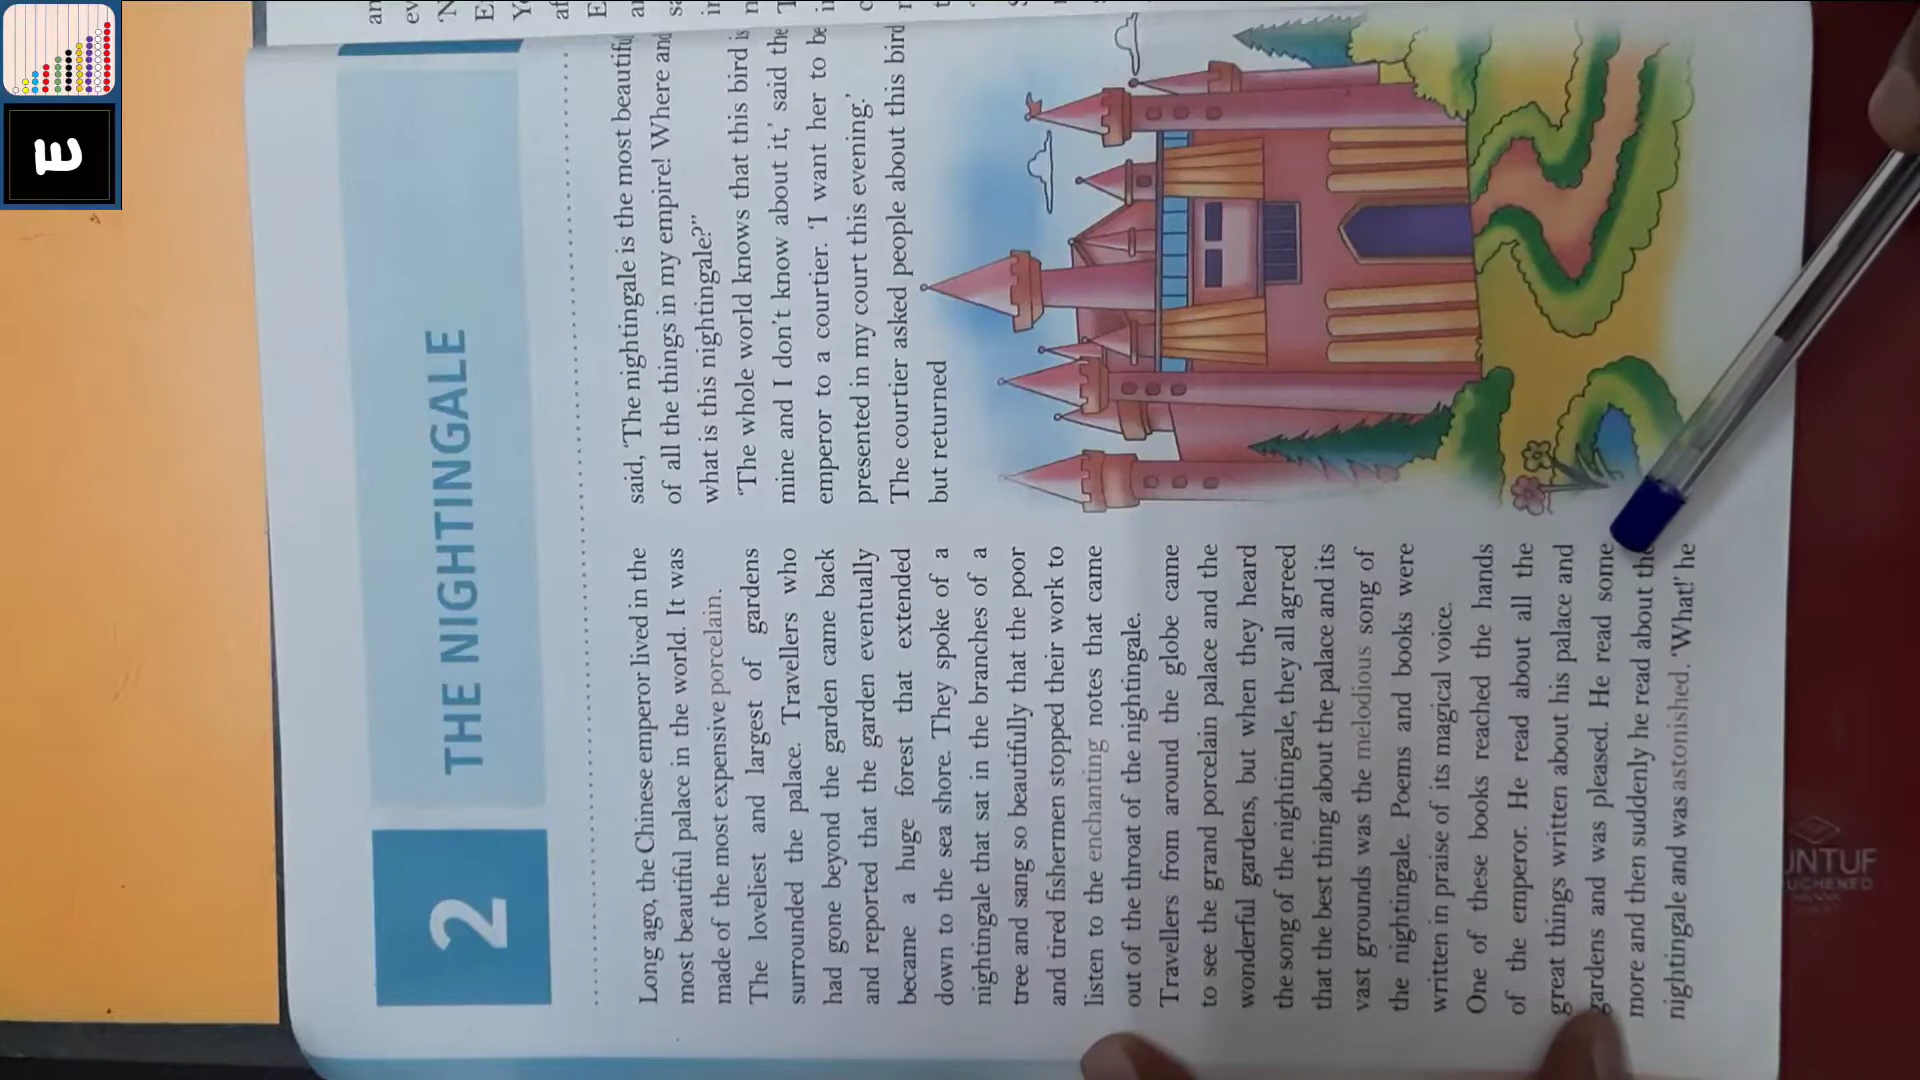 2
THE NIGHTINGALE
Long ago, the Chinese emperor lived in the
most beautiful palace in the world. It was
made of the most expensive porcelain.
The loveliest and largest of gardens
surrounded the palace. Travellers who
had gone beyond the garden came back
and reported that the garden eventually
became a huge forest that extended
down to the sea shore. They spoke of a
nightingale that sat in the branches of a
tree and sang so beautifully that the poor
and tired fishermen stopped their work to
listen to the enchanting notes that came
out of the throat of the nightingale.
Travellers from around the globe came
to see the grand porcelain palace and the
wonderful gardens, but when they heard
the song of the nightingale, they all agreed
that the best thing about the palace and its
vast grounds was the melodious song of
the nightingale. Poems and books were
written in praise of its magical voice.
One of these books reached the hands
of the emperor. He read about all the
great things written about his palace and
gardens and was pleased. He read some
more and then suddenly he read about the
nightingale and was astonished. 'What!' he
said, 'The nightingale is the most beautiful
of all the things in my empire! Where and
what is this nightingale?"
'The whole world knows that this bird is
mine and I don't know about it,' said the
emperor to a courtier. 'I want her to be
presented in my court this evening.'
The courtier asked people about this bird
but returned
E